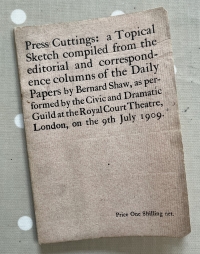 Press Cuttings: a Topical
Sketch compiled from the
editorial and correspond-
ence columns of the Daily
Papers by Bernard Shaw, as per-
formed by the Civic and Dramatic
Guild at the Royal Court Theatre,
London, on the 9th July 1909.
Price One Shilling net.